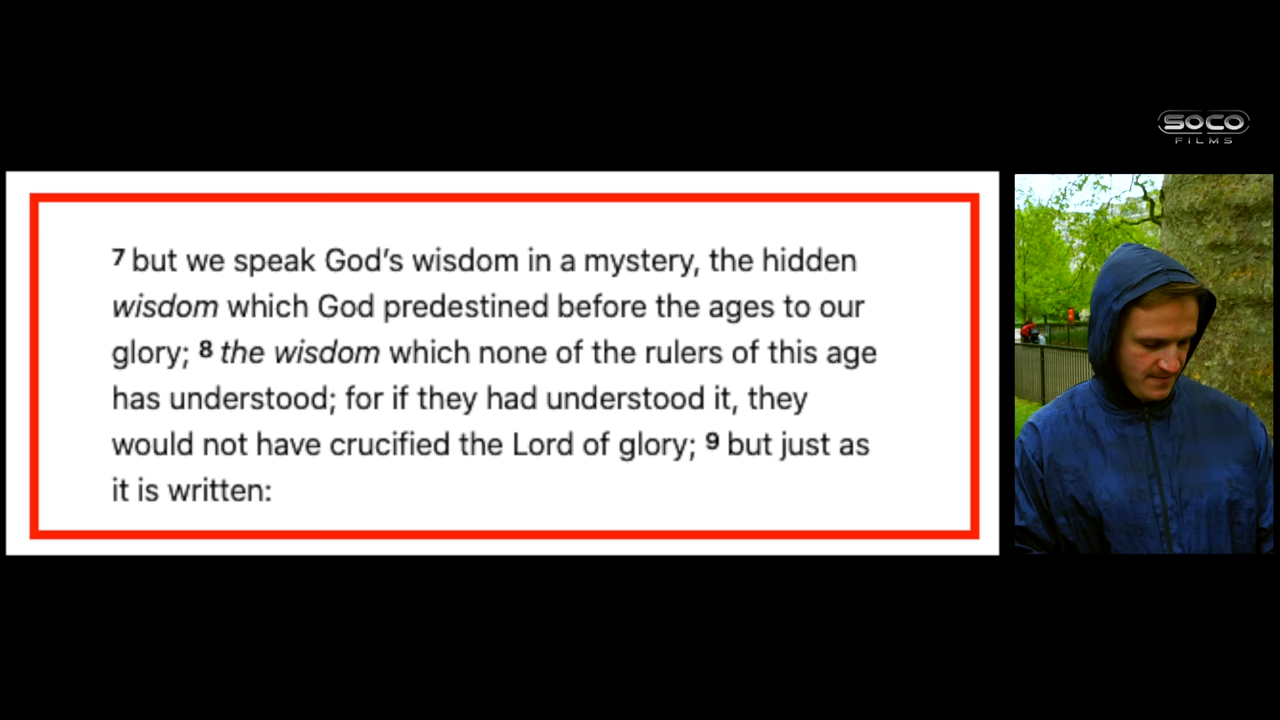 SOCO
FILMS
7 but we speak God's wisdom in a mystery, the hidden
wisdom which God predestined before the ages to our
glory; 8 the wisdom which none of the rulers of this age
has understood; for if they had understood it, they
would not have crucified the Lord of glory; 9 but just as
it is written: